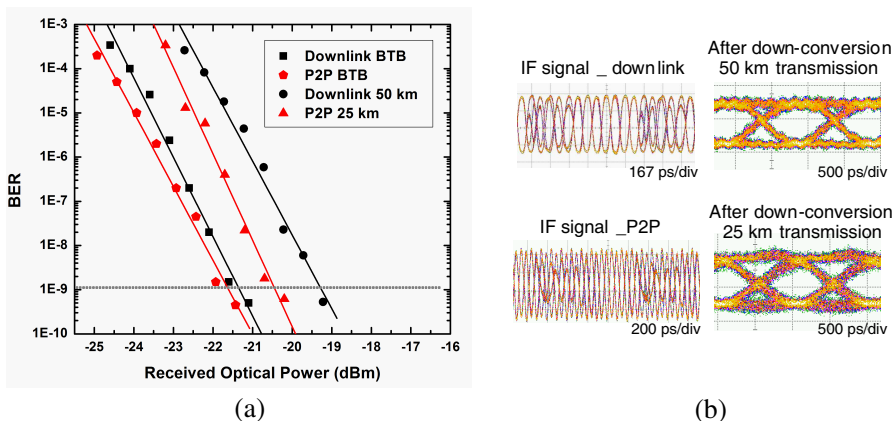 1E-3
1E-4
1E-5
1E-6
1E-7
1E-8
1E-9
1E-10
BER
Downlink BTB
P2P BTB
Downlink 50 km
P2P 25 km
-25 -24 -23 -22 -21 -20 -19 -18 -17 -16
Received Optical Power (dBm)
(a)
IF signal _ downlink
167 ps/div
After down-conversion
50 km transmission
500 ps/div
IF signal _P2P
200 ps/div
After down-conversion
25 km transmission
500 ps/div
(b)